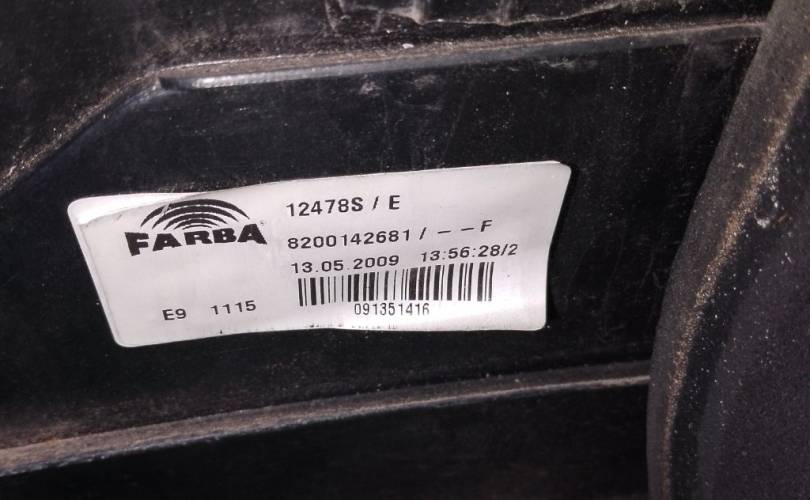 12478S / E
FARBA
8200142681 / - - F
13.05.2009 13:56:28/2
E9 1115
091351416